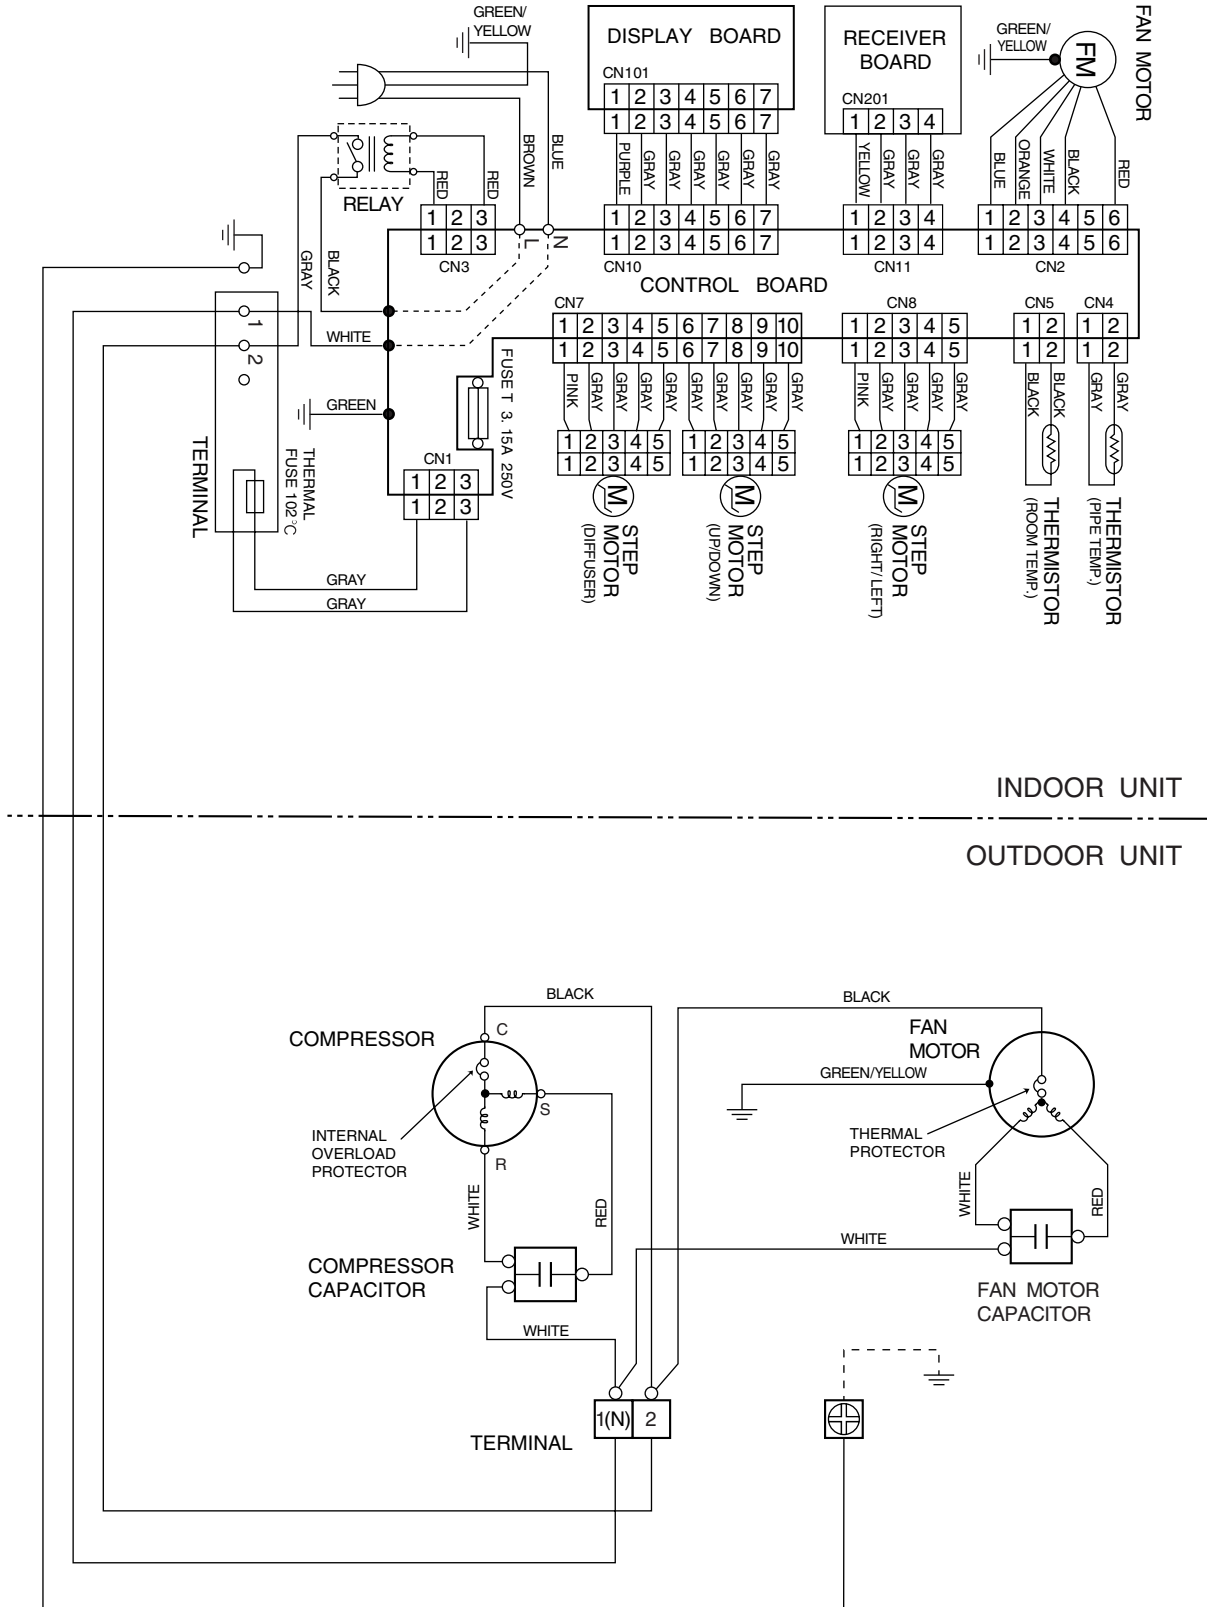 GREEN/
YELLOW
DISPLAY BOARD
CN101
1 2 3 4 5 6 7
1 2 3 4 5 6 7
PURPLE GRAY GRAY GRAY GRAY GRAY GRAY
1 2 3 4 5 6 7
1 2 3 4 5 6 7
CN10
RECEIVER
BOARD
CN201
1 2 3 4
YELLOW GRAY GRAY GRAY
1 2 3 4
1 2 3 4
CN11
GREEN/
YELLOW
FM
FAN MOTOR
BLUE ORANGE WHITE BLACK RED
1 2 3 4 5 6
1 2 3 4 5 6
CN2
BROWN
BLUE
RELAY
RED
RED
1 2 3
1 2 3
CN3
L
N
GRAY
BLACK
CONTROL BOARD
1
2
WHITE
GREEN
TERMINAL
THERMAL
FUSE 102°C
FUSE T 3. 15A 250V
CN1
1 2 3
1 2 3
GRAY
GRAY
CN7
1 2 3 4 5 6 7 8 9 10
1 2 3 4 5 6 7 8 9 10
PINK GRAY GRAY GRAY GRAY GRAY GRAY GRAY GRAY GRAY
1 2 3 4 5
1 2 3 4 5
M
STEP
MOTOR
(DIFFUSER)
1 2 3 4 5
1 2 3 4 5
M
STEP
MOTOR
(UP/DOWN)
CN8
1 2 3 4 5
1 2 3 4 5
PINK GRAY GRAY GRAY GRAY
1 2 3 4 5
1 2 3 4 5
M
STEP
MOTOR
(RIGHT/ LEFT)
CN5
1 2
1 2
BLACK BLACK
THERMISTOR
(ROOM TEMP.)
CN4
1 2
1 2
GRAY GRAY
THERMISTOR
(PIPE TEMP.)
INDOOR UNIT
OUTDOOR UNIT
BLACK
COMPRESSOR
C
S
R
INTERNAL
OVERLOAD
PROTECTOR
WHITE
RED
COMPRESSOR
CAPACITOR
WHITE
BLACK
FAN
MOTOR
GREEN/YELLOW
THERMAL
PROTECTOR
WHITE
RED
WHITE
FAN MOTOR
CAPACITOR
1(N) 2
TERMINAL